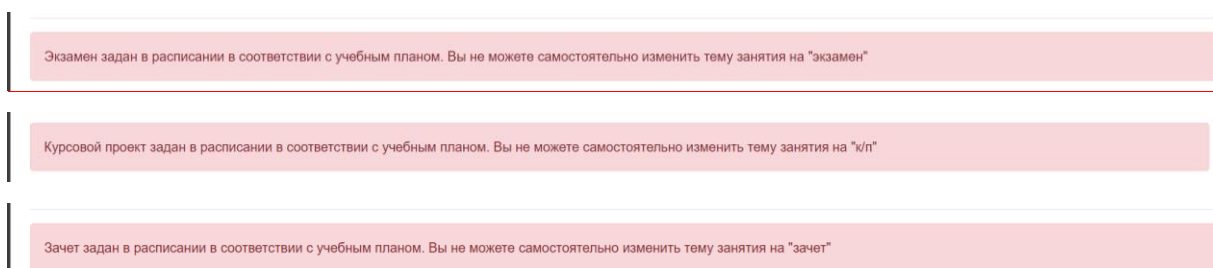 Экзамен задан в расписании в соответствии с учебным планом. Вы не можете самостоятельно изменить тему занятия на "экзамен"
Курсовой проект задан в расписании в соответствии с учебным планом. Вы не можете самостоятельно изменить тему занятия на "к/п"
Зачет задан в расписании в соответствии с учебным планом. Вы не можете самостоятельно изменить тему занятия на "зачет"